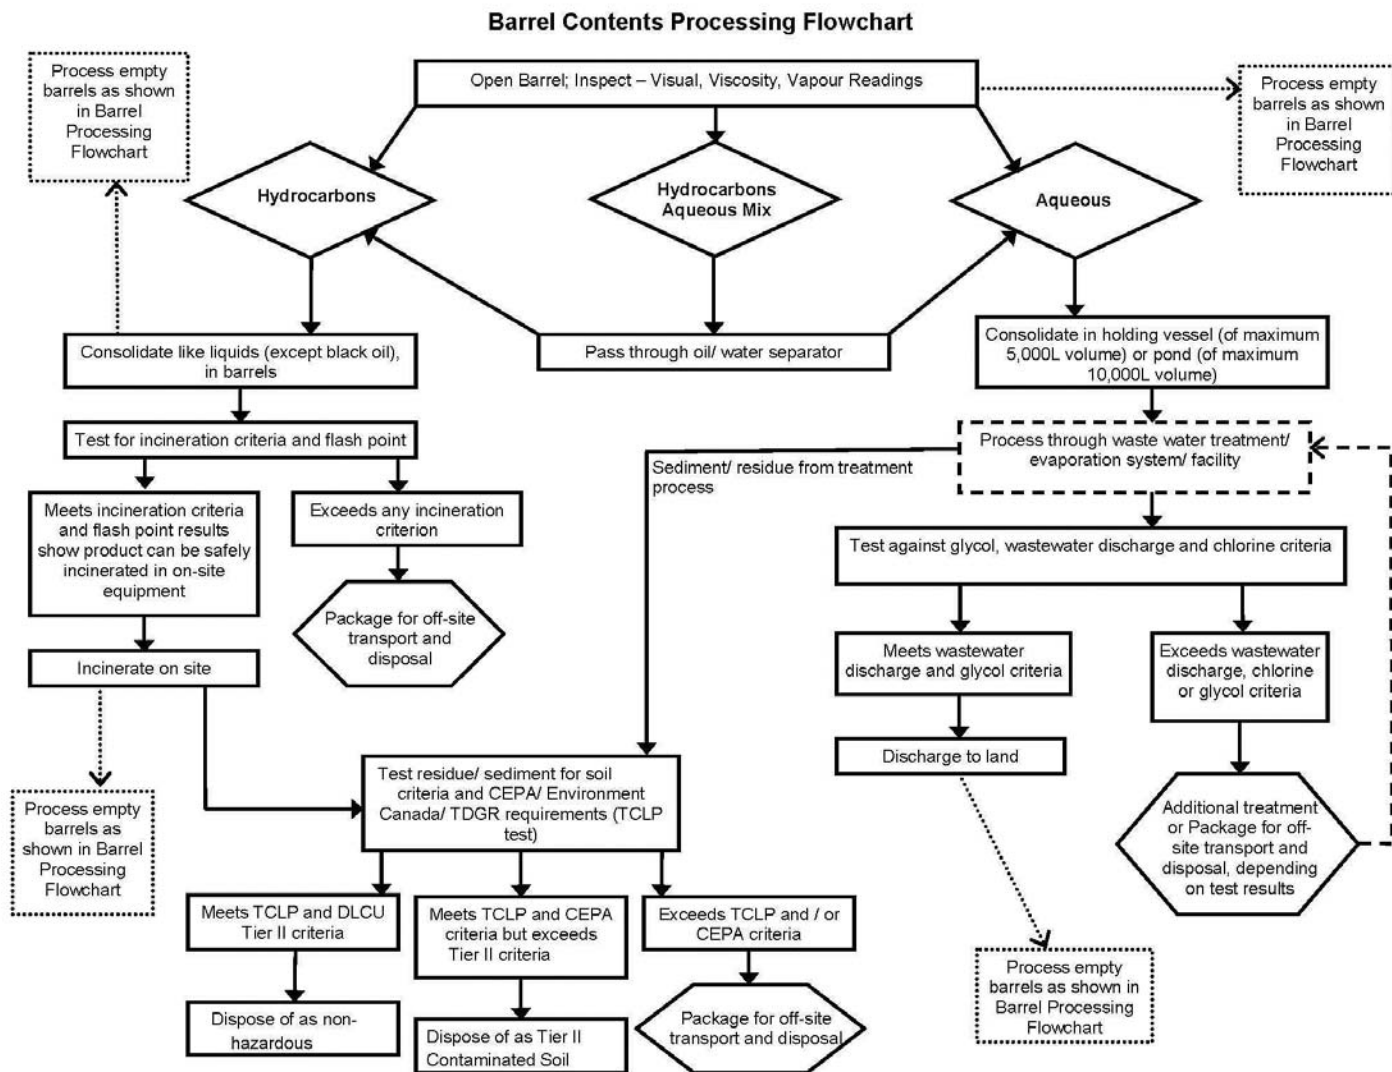 Barrel Contents Processing Flowchart
Process empty
barrels as shown
in Barrel
Processing
Flowchart
Open Barrel; Inspect – Visual, Viscosity, Vapour Readings
Process empty
barrels as shown
in Barrel
Processing
Flowchart
Hydrocarbons
Hydrocarbons
Aqueous Mix
Aqueous
Consolidate like liquids (except black oil),
in barrels
Pass through oil/ water separator
Consolidate in holding vessel (of maximum
5,000L volume) or pond (of maximum
10,000L volume)
Test for incineration criteria and flash point
Process through waste water treatment/
evaporation system/ facility
Sediment/ residue from treatment
process
Meets incineration criteria
and flash point results
show product can be safely
incinerated in on-site
equipment
Exceeds any incineration
criterion
Test against glycol, wastewater discharge and chlorine criteria
Package for off-site
transport and
disposal
Meets wastewater
discharge and glycol criteria
Exceeds wastewater
discharge, chlorine
or glycol criteria
Incinerate on site
Discharge to land
Test residue/ sediment for soil
criteria and CEPA/ Environment
Canada/ TDGR requirements (TCLP
test)
Process empty
barrels as
shown in Barrel
Processing
Flowchart
Additional treatment
or Package for off-
site transport and
disposal, depending
on test results
Meets TCLP and DLCU
Tier II criteria
Meets TCLP and CEPA
criteria but exceeds
Tier II criteria
Exceeds TCLP and / or
CEPA criteria
Process empty
barrels as shown in
Barrel Processing
Flowchart
Dispose of as non-
hazardous
Dispose of as Tier II
Contaminated Soil
Package for off-site
transport and disposal